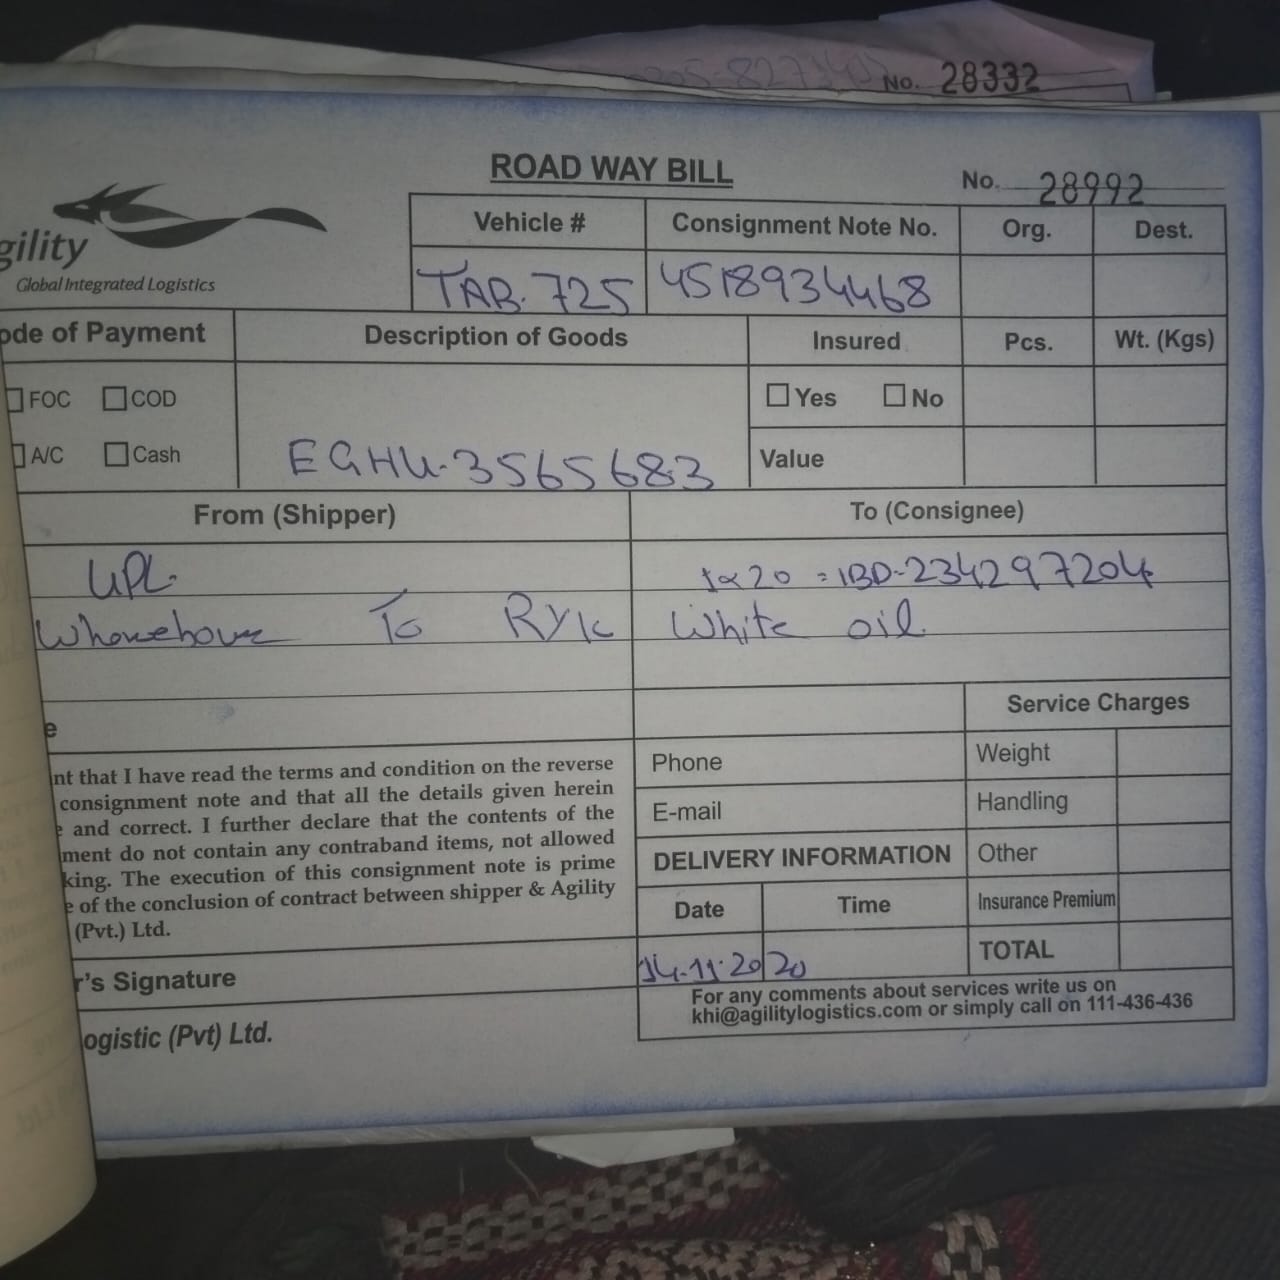 No. 28332
ROAD WAY BILL
No. 28992
gility
Global Integrated Logistics
Vehicle # Consignment Note No. Org. Dest.
TAB.725 4518934468
ode of Payment Description of Goods Insured Pcs. Wt. (Kgs)
FOC COD Yes No
A/C Cash EGHU.3565683 Value
From (Shipper) To (Consignee)
UPL. 1x20 = IBD-234297204
To RYK White oil
e Service Charges
Phone Weight
E-mail Handling
DELIVERY INFORMATION Other
Date Time Insurance Premium
14.11.2020 TOTAL
nt that I have read the terms and condition on the reverse
consignment note and that all the details given herein
e and correct. I further declare that the contents of the
ment do not contain any contraband items, not allowed
king. The execution of this consignment note is prime
e of the conclusion of contract between shipper & Agility
(Pvt.) Ltd.
r's Signature
For any comments about services write us on
khi@agilitylogistics.com or simply call on 111-436-436
ogistic (Pvt) Ltd.